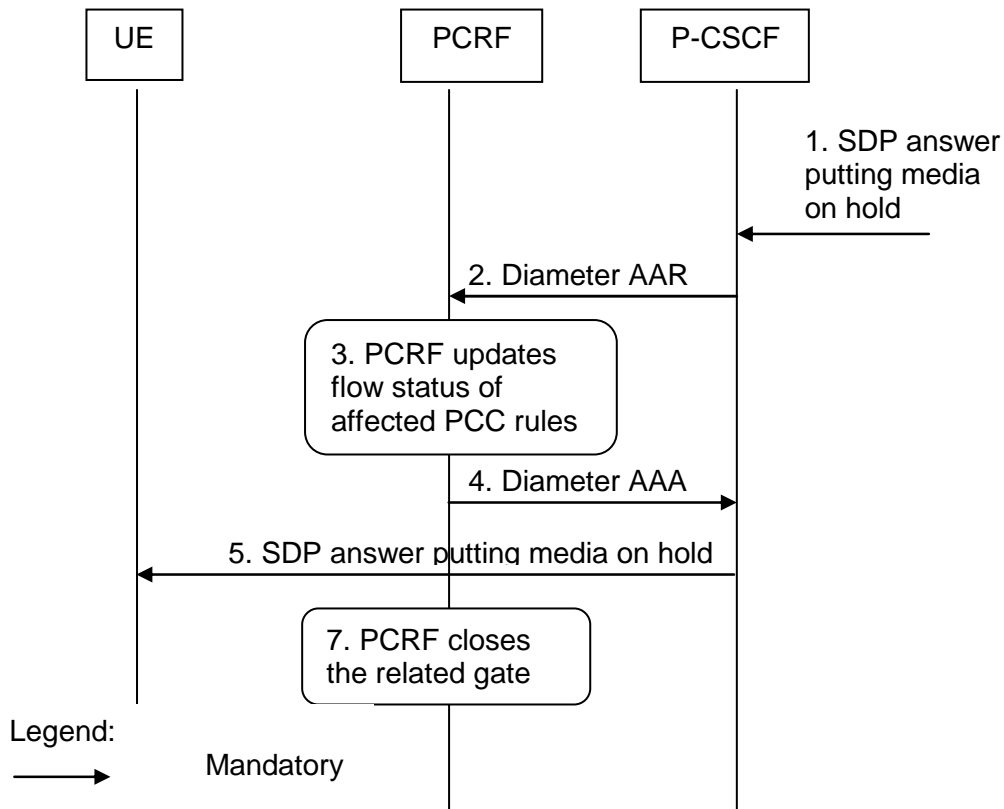 UE
PCRF
P-CSCF
1. SDP answer
putting media
on hold
2. Diameter AAR
3. PCRF updates
flow status of
affected PCC rules
4. Diameter AAA
5. SDP answer putting media on hold
7. PCRF closes
the related gate
Legend:
Mandatory